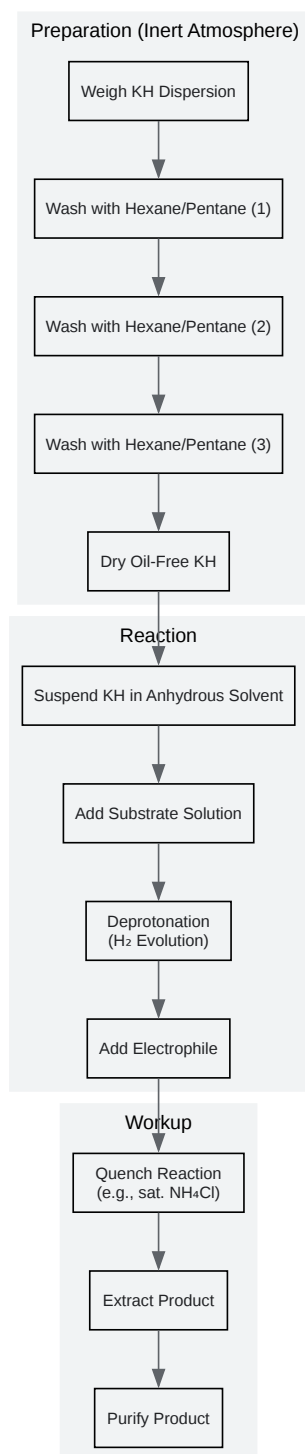 Preparation (Inert Atmosphere)
Weigh KH Dispersion
Wash with Hexane/Pentane (1)
Wash with Hexane/Pentane (2)
Wash with Hexane/Pentane (3)
Dry Oil-Free KH
Reaction
Suspend KH in Anhydrous Solvent
Add Substrate Solution
Deprotonation
(H₂ Evolution)
Add Electrophile
Workup
Quench Reaction
(e.g., sat. NH₄Cl)
Extract Product
Purify Product